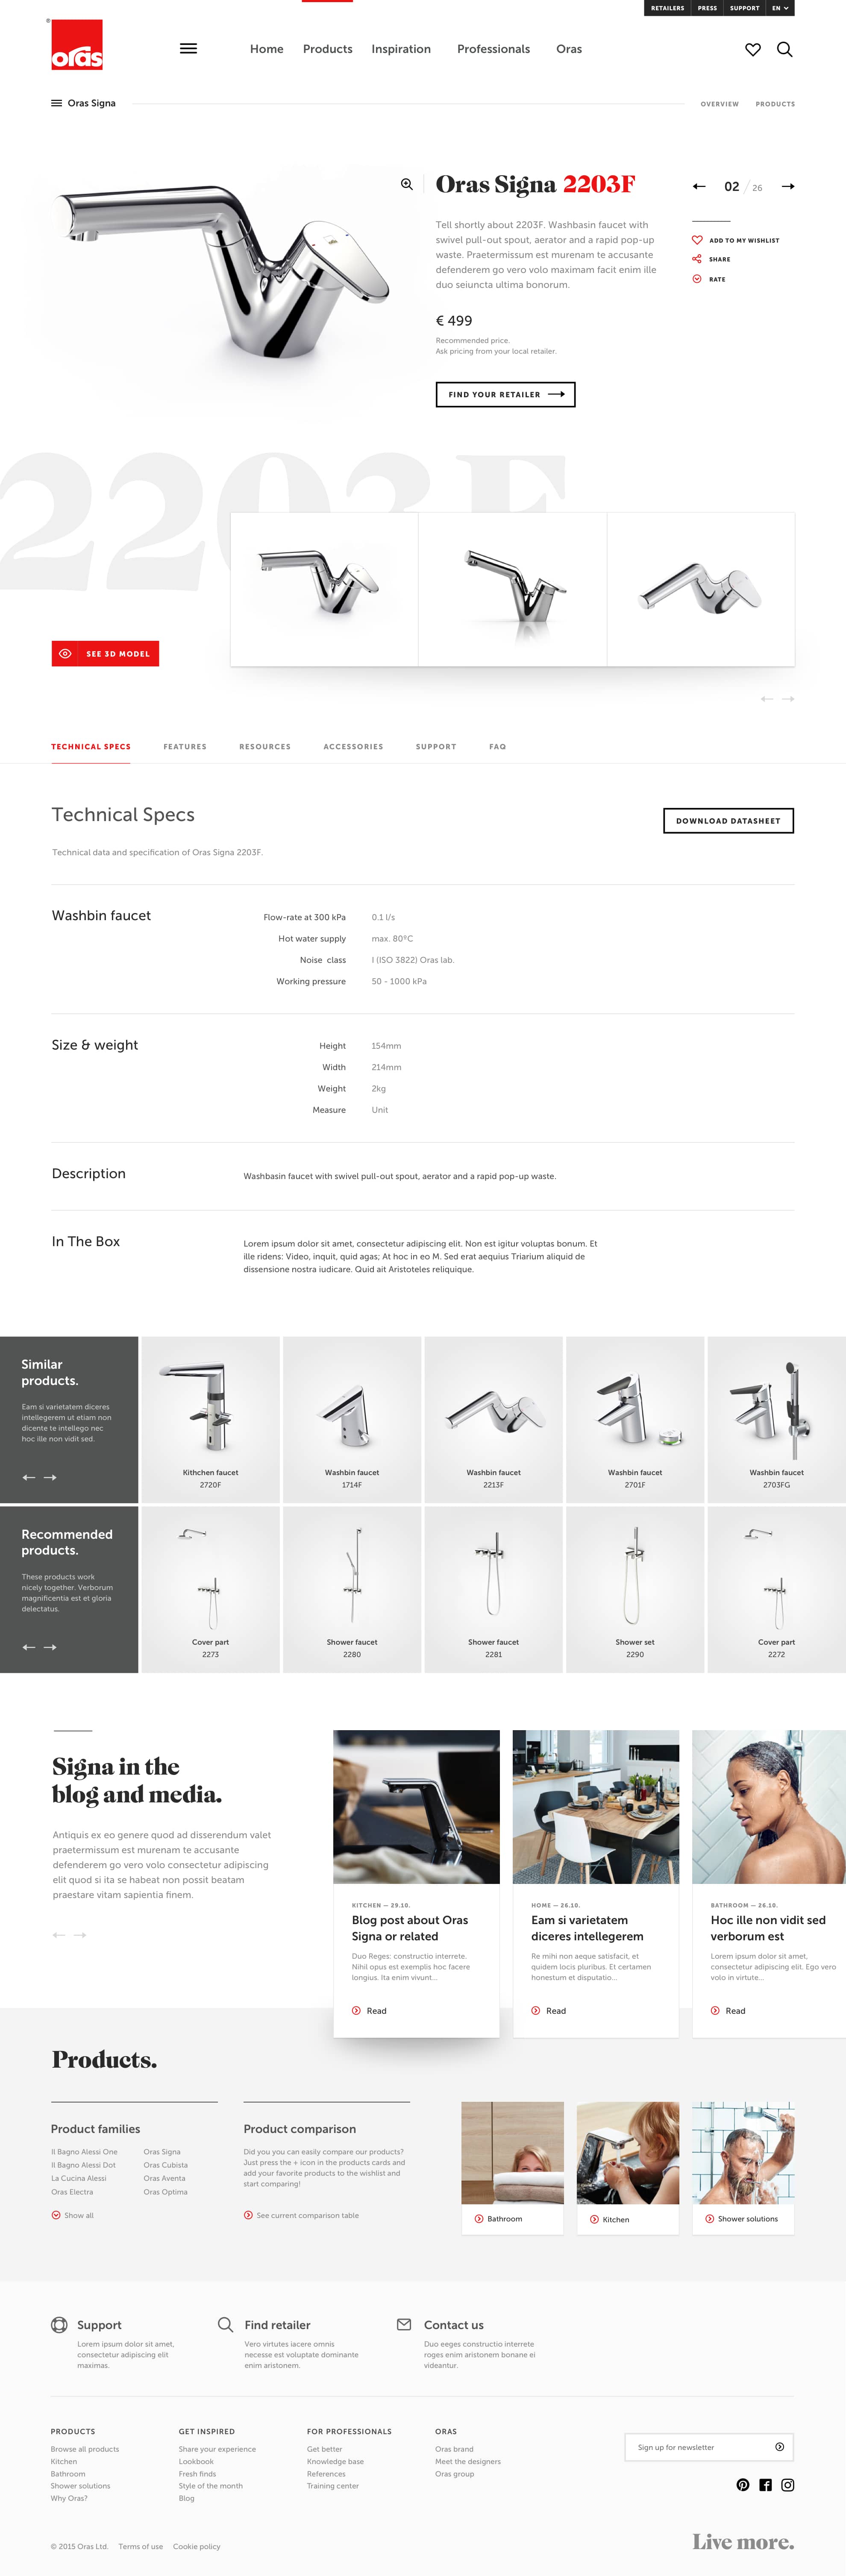 RETAILERS PRESS SUPPORT EN
oras
Home Products Inspiration Professionals Oras
Oras Signa
OVERVIEW PRODUCTS
Oras Signa 2203F
02 / 26
Tell shortly about 2203F. Washbasin faucet with
swivel pull-out spout, aerator and a rapid pop-up
waste. Praetermissum est murenam te accusante
defenderem go vero volo maximam facit enim ille
duo seiuncta ultima bonorum.
ADD TO MY WISHLIST
SHARE
RATE
€ 499
Recommended price.
Ask pricing from your local retailer.
FIND YOUR RETAILER
2203F
SEE 3D MODEL
TECHNICAL SPECS FEATURES RESOURCES ACCESSORIES SUPPORT FAQ
Technical Specs
DOWNLOAD DATASHEET
Technical data and specification of Oras Signa 2203F.
Washbin faucet
Flow-rate at 300 kPa 0.1 l/s
Hot water supply max. 80ºC
Noise class I (ISO 3822) Oras lab.
Working pressure 50 - 1000 kPa
Size & weight
Height 154mm
Width 214mm
Weight 2kg
Measure Unit
Description
Washbasin faucet with swivel pull-out spout, aerator and a rapid pop-up waste.
In The Box
Lorem ipsum dolor sit amet, consectetur adipiscing elit. Non est igitur voluptas bonum. Et
ille ridens: Video, inquit, quid agas; At hoc in eo M. Sed erat aequius Triarium aliquid de
dissensione nostra iudicare. Quid ait Aristoteles reliquique.
Similar
products.
Eam si varietatem diceres
intellegerem ut etiam non
dicente te intellego nec
hoc ille non vidit sed.
Kithchen faucet
2720F
Washbin faucet
1714F
Washbin faucet
2213F
Washbin faucet
2701F
Washbin faucet
2703FG
Recommended
products.
These products work
nicely together. Verborum
magnificentia est et gloria
delectatus.
Cover part
2273
Shower faucet
2280
Shower faucet
2281
Shower set
2290
Cover part
2272
Signa in the
blog and media.
Antiquis ex eo genere quod ad disserendum valet
praetermissum est murenam te accusante
defenderem go vero volo consectetur adipiscing
elit quod si ita se habeat non possit beatam
praestare vitam sapientia finem.
KITCHEN — 29.10.
Blog post about Oras
Signa or related
Duo Reges: constructio interrete.
Nihil opus est exemplis hoc facere
longius. Ita enim vivunt...
Read
HOME — 26.10.
Eam si varietatem
diceres intellegerem
Re mihi non aeque satisfacit, et
quidem locis pluribus. Et certamen
honestum et disputatio...
Read
BATHROOM — 26.10.
Hoc ille non vidit sed
verborum est
Lorem ipsum dolor sit amet,
consectetur adipiscing elit. Ego vero
volo in virtute...
Read
Products.
Product families
Il Bagno Alessi One
Il Bagno Alessi Dot
La Cucina Alessi
Oras Electra
Oras Signa
Oras Cubista
Oras Aventa
Oras Optima
Show all
Product comparison
Did you you can easily compare our products?
Just press the + icon in the products cards and
add your favorite products to the wishlist and
start comparing!
See current comparison table
Bathroom
Kitchen
Shower solutions
Support
Lorem ipsum dolor sit amet,
consectetur adipiscing elit
maximas.
Find retailer
Vero virtutes iacere omnis
necesse est voluptate dominante
enim aristonem.
Contact us
Duo eeges constructio interrete
roges enim aristonem bonane ei
videantur.
PRODUCTS
Browse all products
Kitchen
Bathroom
Shower solutions
Why Oras?
GET INSPIRED
Share your experience
Lookbook
Fresh finds
Style of the month
Blog
FOR PROFESSIONALS
Get better
Knowledge base
References
Training center
ORAS
Oras brand
Meet the designers
Oras group
Sign up for newsletter
© 2015 Oras Ltd. Terms of use Cookie policy
Live more.